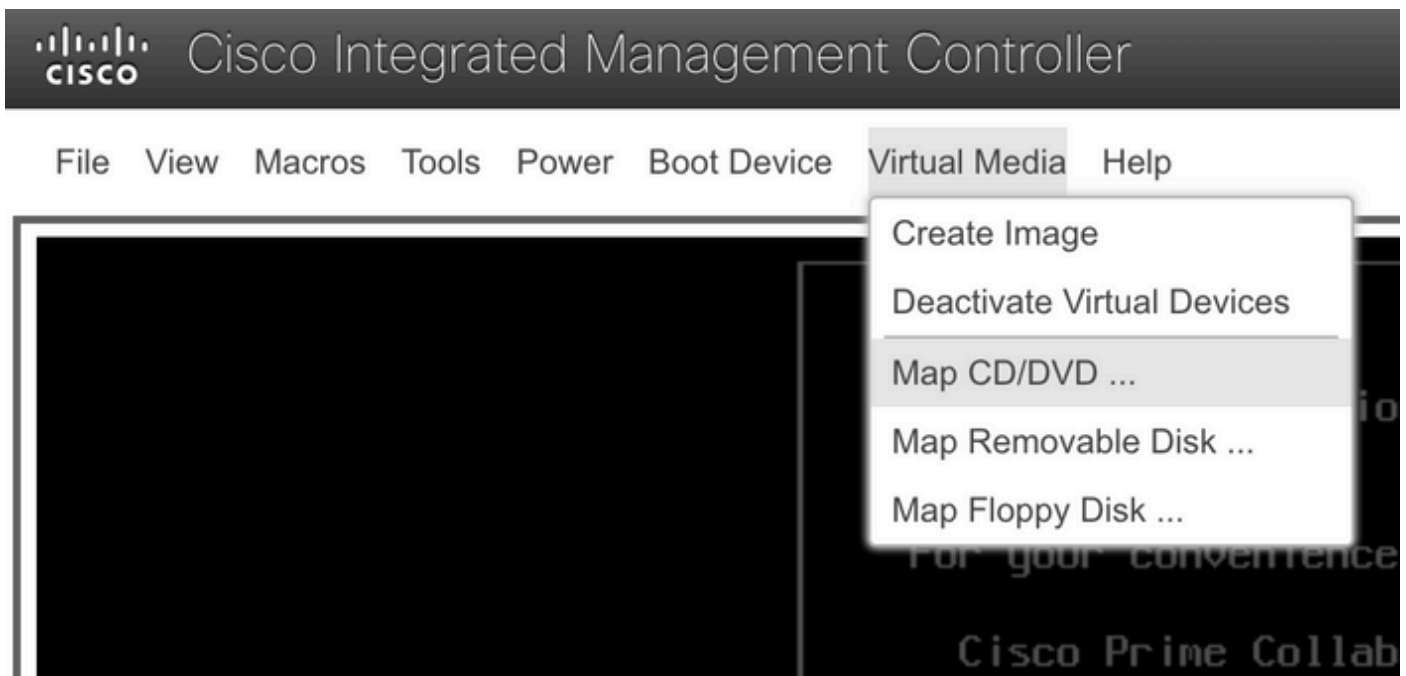 CISCO Cisco Integrated Management Controller
File View Macros Tools Power Boot Device Virtual Media Help
Create Image
Deactivate Virtual Devices
Map CD/DVD ...
Map Removable Disk ...
Map Floppy Disk ...
For your convenience
Cisco Prime Collab